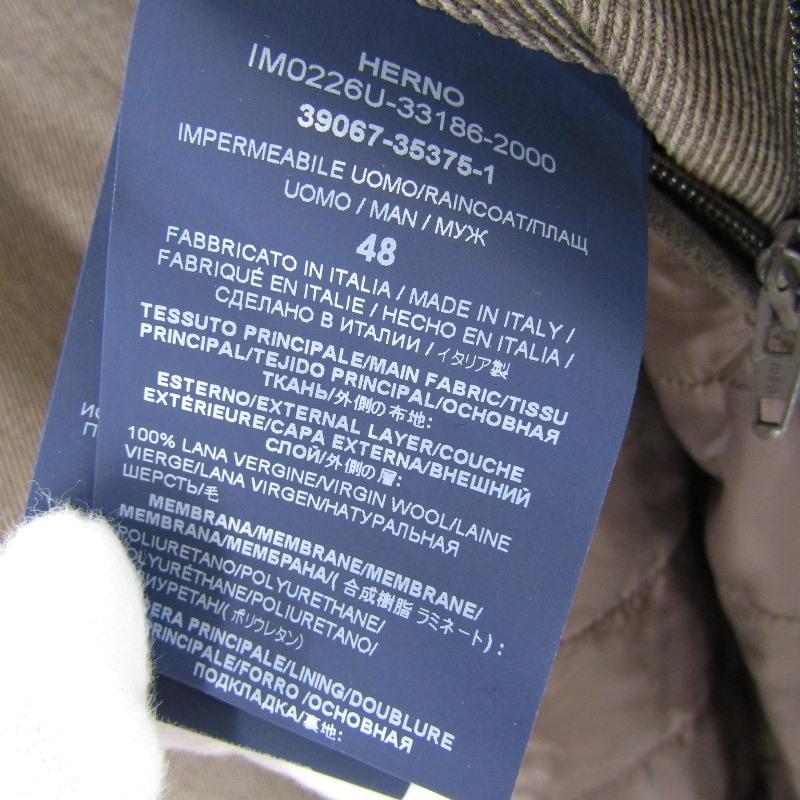 HERNO
IM0226U-33186-2000
39067-35375-1
IMPERMEABILE UOMO/RAINCOAT/ПЛАЩ
UOMO / MAN / МУЖ
48
FABBRICATO IN ITALIA / MADE IN ITALY /
FABRIQUÉ EN ITALIE / HECHO EN ITALIA /
СДЕЛАНО В ИТАЛИИ / イタリア製
TESSUTO PRINCIPALE/MAIN FABRIC/TISSU
PRINCIPAL/TEJIDO PRINCIPAL/ОСНОВНАЯ
ТКАНЬ/外側の布地:
ESTERNO/EXTERNAL LAYER/COUCHE
EXTÉRIEURE/CAPA EXTERNA/ВНЕШНИЙ
СЛОЙ/外側の層:
100% LANA VERGINE/VIRGIN WOOL/LAINE
VIERGE/LANA VIRGEN/НАТУРАЛЬНАЯ
ШЕРСТЬ/毛
MEMBRANA/MEMBRANE/MEMBRANE/
MEMBRANA/МЕМБРАНА/( 合成樹脂 ラミネート) :
POLIURETANO/POLYURETHANE/
POLYURÉTHANE/POLIURETANO/
ПОЛИУРЕТАН/( ポリウレタン)
PRINCIPALE/LINING/DOUBLURE
PRINCIPALE/FORRO /ОСНОВНАЯ
ПОДКЛАДКА/裏地: